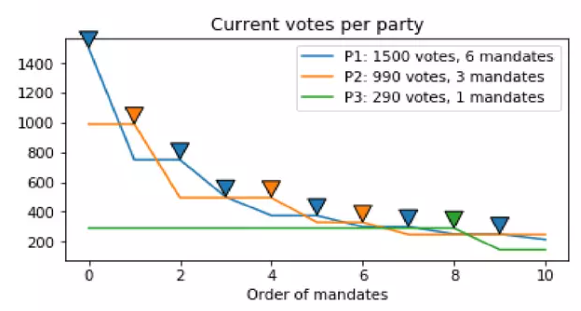 Current votes per party
1400
1200
1000
800
600
400
200
P1: 1500 votes, 6 mandates
P2: 990 votes, 3 mandates
P3: 290 votes, 1 mandates
0 2 4 6 8 10
Order of mandates